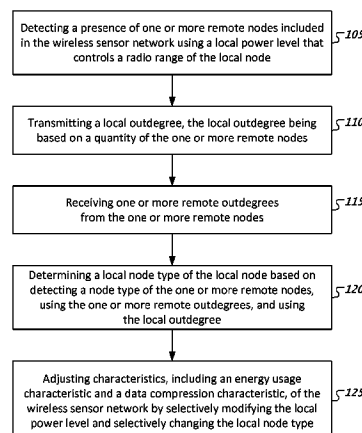 Detecting a presence of one or more remote nodes included
in the wireless sensor network using a local power level that
controls a radio range of the local node
105
Transmitting a local outdegree, the local outdegree being
based on a quantity of the one or more remote nodes
110
Receiving one or more remote outdegrees
from the one or more remote nodes
115
Determining a local node type of the local node based on
detecting a node type of the one or more remote nodes,
using the one or more remote outdegrees, and using
the local outdegree
120
Adjusting characteristics, including an energy usage
characteristic and a data compression characteristic, of the
wireless sensor network by selectively modifying the local
power level and selectively changing the local node type
125